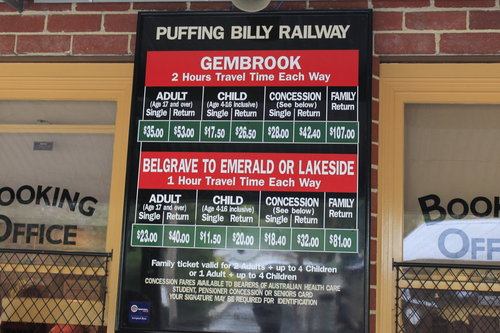 PUFFING BILLY RAILWAY
GEMBROOK
2 Hours Travel Time Each Way
ADULT CHILD CONCESSION FAMILY
(Age 17 and over) (Age 4-16 inclusive) (See below) Return
Single Return Single Return Single Return
$35.00 $53.00 $17.50 $26.50 $28.00 $42.40 $107.00
BELGRAVE TO EMERALD OR LAKESIDE
1 Hour Travel Time Each Way
ADULT CHILD CONCESSION FAMILY
(Age 17 and over) (Age 4-16 inclusive) (See below) Return
Single Return Single Return Single Return
$23.00 $40.00 $11.50 $20.00 $18.40 $32.00 $81.00
Family ticket valid for 2 Adults + up to 4 Children
or 1 Adult + up to 4 Children
CONCESSION FARES AVAILABLE TO BEARERS OF AUSTRALIAN HEALTH CARE
STUDENT, PENSIONER CONCESSION OR SENIORS CARD
YOUR SIGNATURE MAY BE REQUIRED FOR IDENTIFICATION
BOOKING
OFFICE
BOOK
OFF